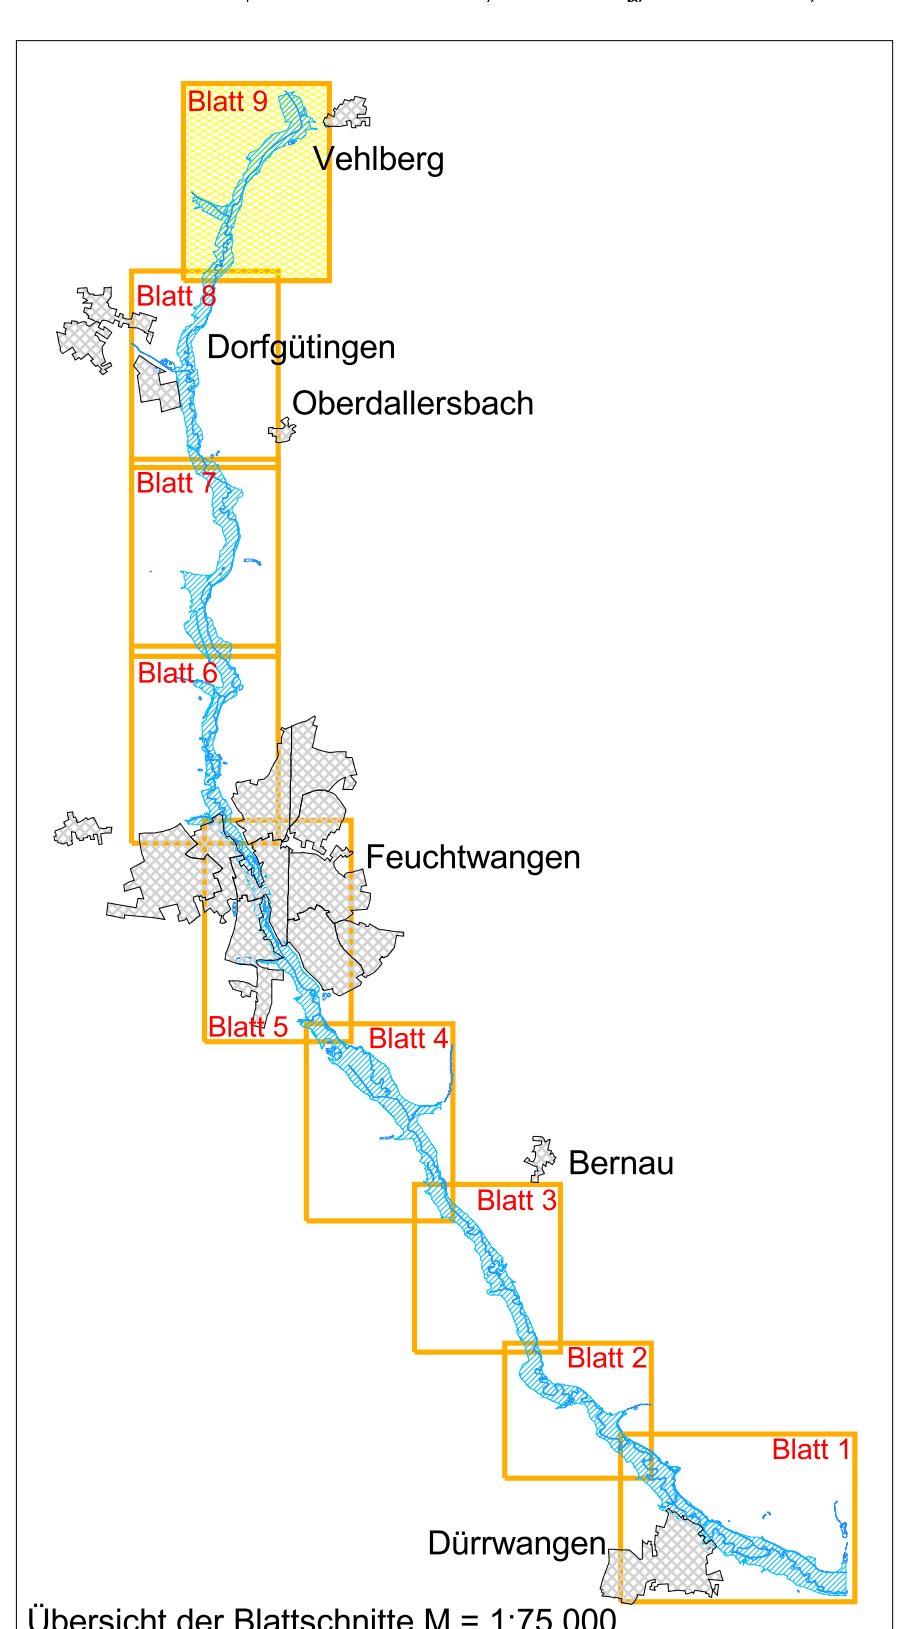 Blatt 9
Vehlberg
Blatt 8
Dorfgütingen
Oberdallersbach
Blatt 7
Blatt 6
Feuchtwangen
Blatt 5
Blatt 4
Bernau
Blatt 3
Blatt 2
Blatt 1
Dürrwangen
Übersicht der Blattschnitte M = 1:75.000